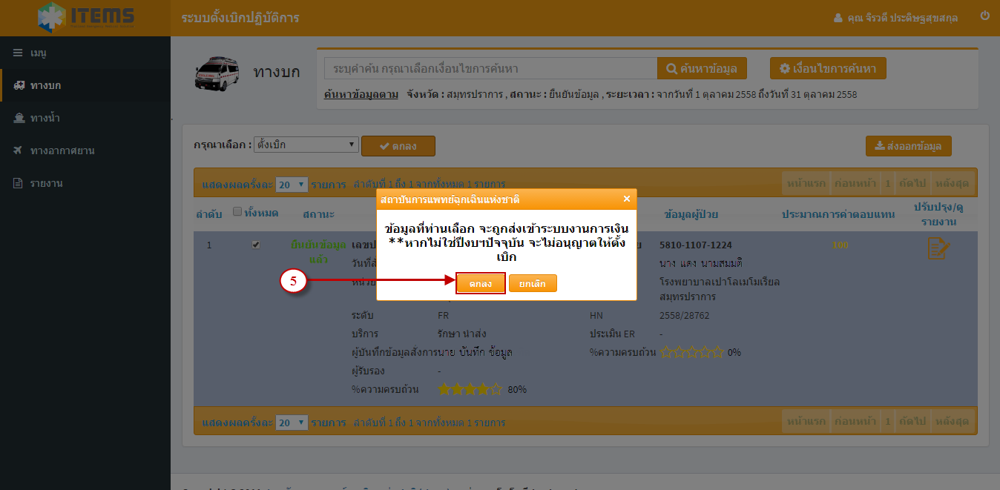 ITEMS
ระบบตั้งเบิกปฏิบัติการ
คุณ จิรวดี ประดิษฐสุขสกุล
เมนู
ทางบก
ทางน้ำ
ทางอากาศยาน
รายงาน
ทางบก
ระบุคำค้น กรุณาเลือกเงื่อนไขการค้นหา
ค้นหาข้อมูล
เงื่อนไขการค้นหา
ค้นหาข้อมูลตาม จังหวัด : สมุทรปราการ , สถานะ : ยืนยันข้อมูล , ระยะเวลา : จากวันที่ 1 ตุลาคม 2558 ถึงวันที่ 31 ตุลาคม 2558
กรุณาเลือก : ตั้งเบิก
ตกลง
ส่งออกข้อมูล
แสดงผลครั้งละ 20 รายการ ลำดับที่ 1 ถึง 1 จากทั้งหมด 1 รายการ
หน้าแรก ก่อนหน้า 1 ถัดไป หลังสุด
สถาบันการแพทย์ฉุกเฉินแห่งชาติ ×
ข้อมูลที่ท่านเลือก จะถูกส่งเข้าระบบงานการเงิน
**หากไม่ใช่ปีงบฯปัจจุบัน จะไม่อนุญาตให้ตั้ง
เบิก
5
ตกลง ยกเลิก
ลำดับ ทั้งหมด สถานะ ข้อมูลผู้ป่วย ประมาณการค่าตอบแทน ปรับปรุง/ดู
รายงาน
1 ยืนยันข้อมูล 5810-1107-1224 100
แล้ว นาง แดง นามสมมติ
โรงพยาบาลเปาโลเมโมเรียล
สมุทรปราการ
ระดับ FR HN 2558/28762
บริการ รักษา นำส่ง ประเมิน ER -
ผู้บันทึกข้อมูลสั่งการนาย บันทึก ข้อมูล %ความครบถ้วน 0%
ผู้รับรอง -
%ความครบถ้วน 80%
แสดงผลครั้งละ 20 รายการ ลำดับที่ 1 ถึง 1 จากทั้งหมด 1 รายการ
หน้าแรก ก่อนหน้า 1 ถัดไป หลังสุด